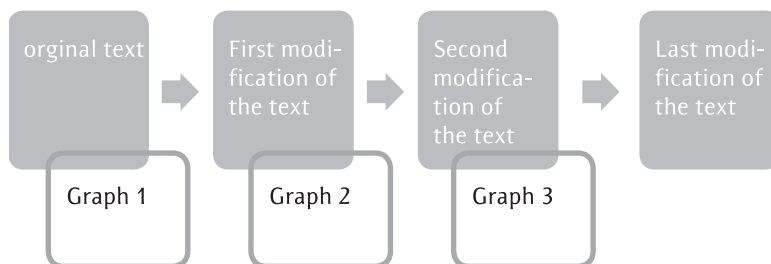 orginal text
First modi-
fication of
the text
Second
modifica-
tion of
the text
Last modi-
fication of
the text
Graph 1
Graph 2
Graph 3